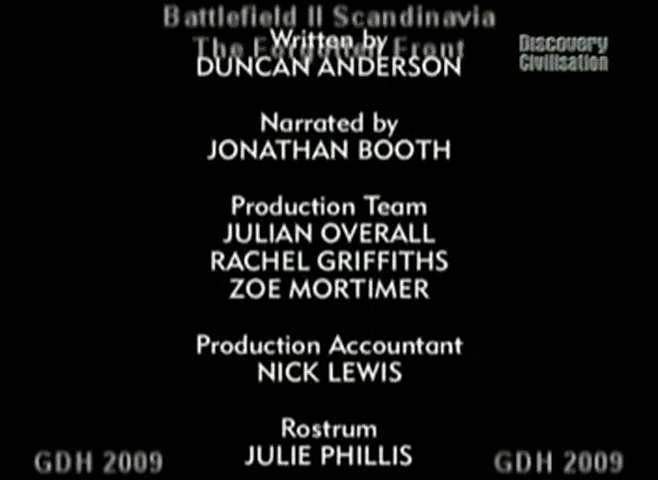 Battlefield II Scandinavia
The Forgotten Front
Written by
DUNCAN ANDERSON
Discovery
Civilisation
Narrated by
JONATHAN BOOTH
Production Team
JULIAN OVERALL
RACHEL GRIFFITHS
ZOE MORTIMER
Production Accountant
NICK LEWIS
Rostrum
JULIE PHILLIS
GDH 2009
GDH 2009